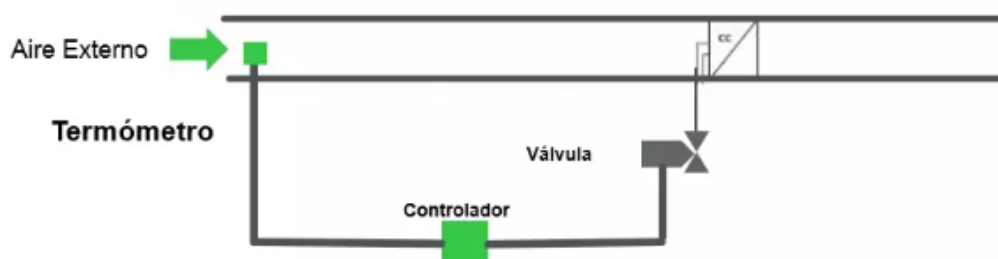 Aire Externo
cc
Termómetro
Válvula
Controlador